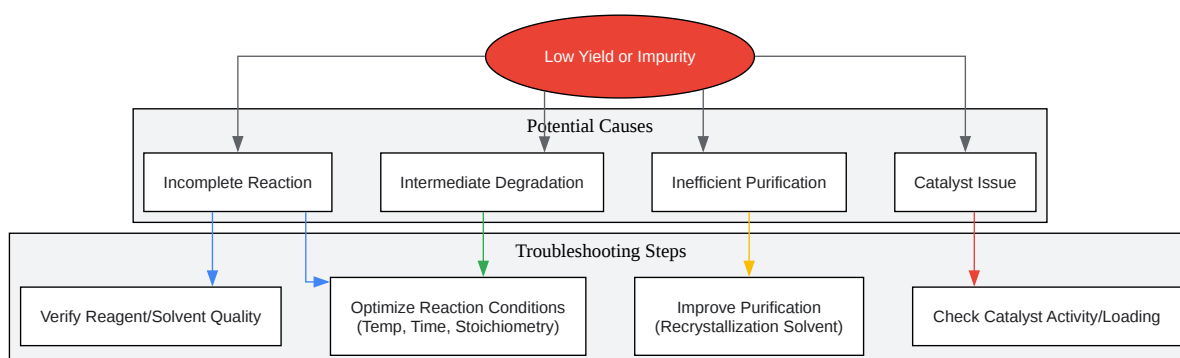 Low Yield or Impurity
Potential Causes
Incomplete Reaction
Intermediate Degradation
Inefficient Purification
Catalyst Issue
Troubleshooting Steps
Verify Reagent/Solvent Quality
Optimize Reaction Conditions
(Temp, Time, Stoichiometry)
Improve Purification
(Recrystallization Solvent)
Check Catalyst Activity/Loading